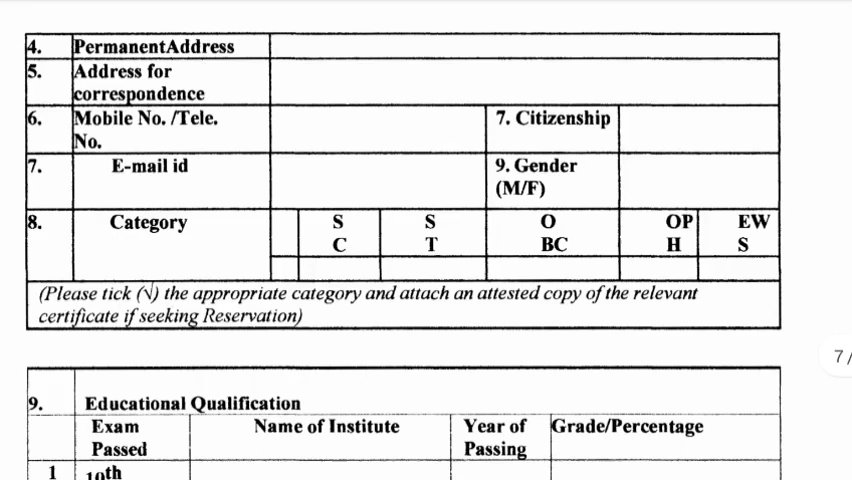 4. PermanentAddress
5. Address for
correspondence
6. Mobile No. /Tele. 7. Citizenship
No.
7. E-mail id 9. Gender
(M/F)
8. Category S S O OP EW
C T BC H S
(Please tick (√) the appropriate category and attach an attested copy of the relevant
certificate if seeking Reservation)
7/
9. Educational Qualification
Exam Name of Institute Year of Grade/Percentage
Passed Passing
1 10th